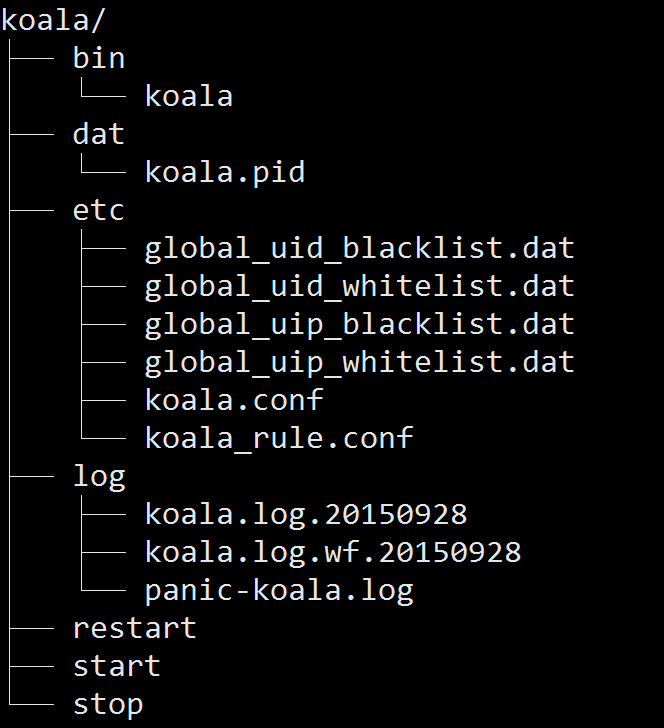 koala/
bin
koala
dat
koala.pid
etc
global_uid_blacklist.dat
global_uid_whitelist.dat
global_uip_blacklist.dat
global_uip_whitelist.dat
koala.conf
koala_rule.conf
log
koala.log.20150928
koala.log.wf.20150928
panic-koala.log
restart
start
stop